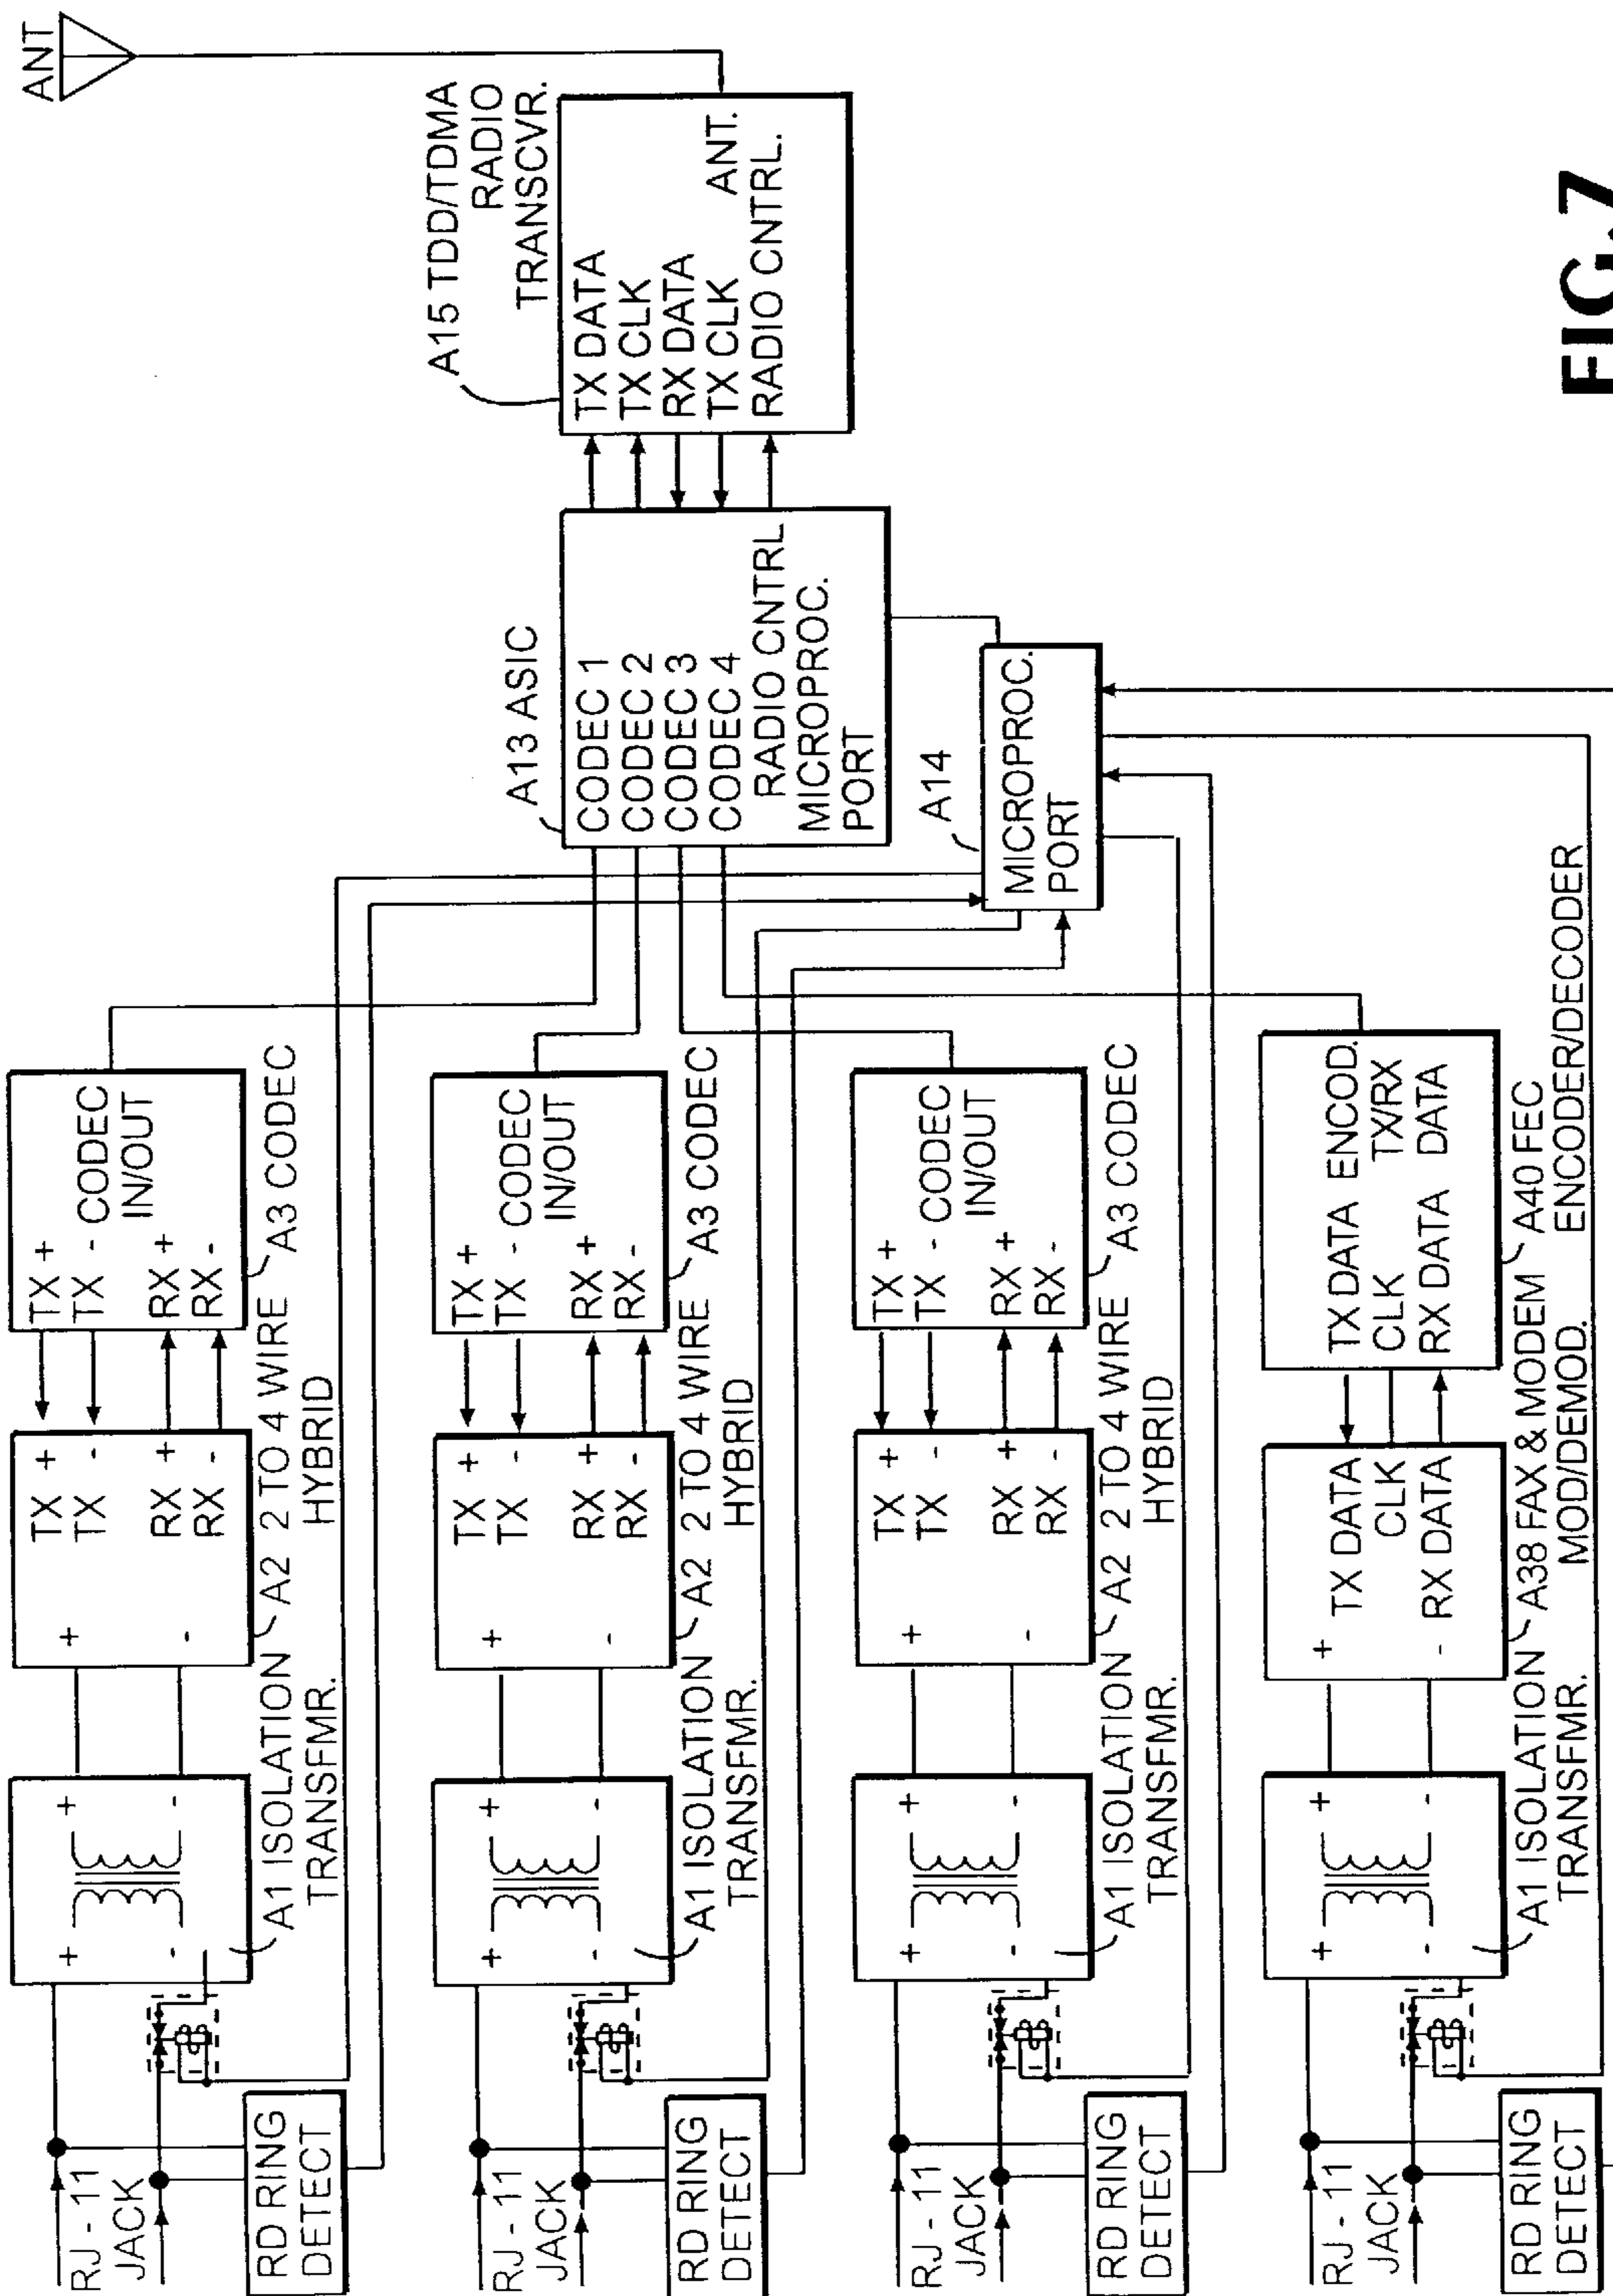 ANT
A15 TDD/TDMA
RADIO
TRANSCVR.
TX DATA
TX CLK
RX DATA
TX CLK ANT.
RADIO CNTRL.
A13 ASIC
CODEC 1
CODEC 2
CODEC 3
CODEC 4
RADIO CNTRL
MICROPROC.
PORT
A14
MICROPROC.
PORT
RJ - 11
JACK
RD RING
DETECT
+ +
- -
A1 ISOLATION
TRANSFMR.
+ TX +
TX -
RX +
- RX -
A2 2 TO 4 WIRE
HYBRID
TX +
TX - CODEC
IN/OUT
RX +
RX -
A3 CODEC
RJ - 11
JACK
RD RING
DETECT
+ +
- -
A1 ISOLATION
TRANSFMR.
+ TX +
TX -
RX +
- RX -
A2 2 TO 4 WIRE
HYBRID
TX +
TX - CODEC
IN/OUT
RX +
RX -
A3 CODEC
RJ - 11
JACK
RD RING
DETECT
+ +
- -
A1 ISOLATION
TRANSFMR.
+ TX +
TX -
RX +
- RX -
A2 2 TO 4 WIRE
HYBRID
TX +
TX - CODEC
IN/OUT
RX +
RX -
A3 CODEC
RJ - 11
JACK
RD RING
DETECT
+ +
- -
A1 ISOLATION
TRANSFMR.
+ TX DATA
CLK
- RX DATA
A38 FAX & MODEM
MOD/DEMOD.
TX DATA ENCOD.
CLK TX/RX
RX DATA DATA
A40 FEC
ENCODER/DECODER
FIG.7